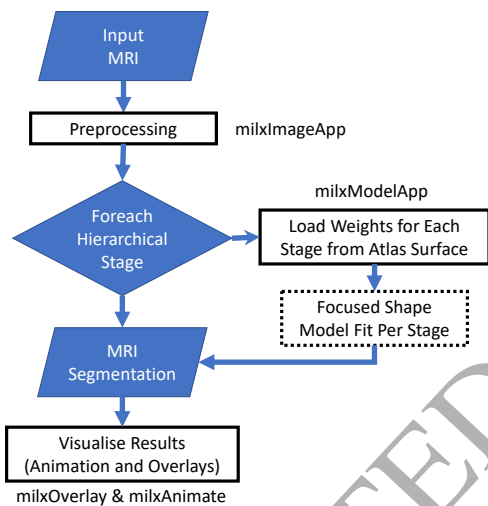 Input
MRI
Preprocessing
milxImageApp
milxModelApp
Foreach
Hierarchical
Stage
Load Weights for Each
Stage from Atlas Surface
Focused Shape
Model Fit Per Stage
MRI
Segmentation
Visualise Results
(Animation and Overlays)
milxOverlay & milxAnimate
TED